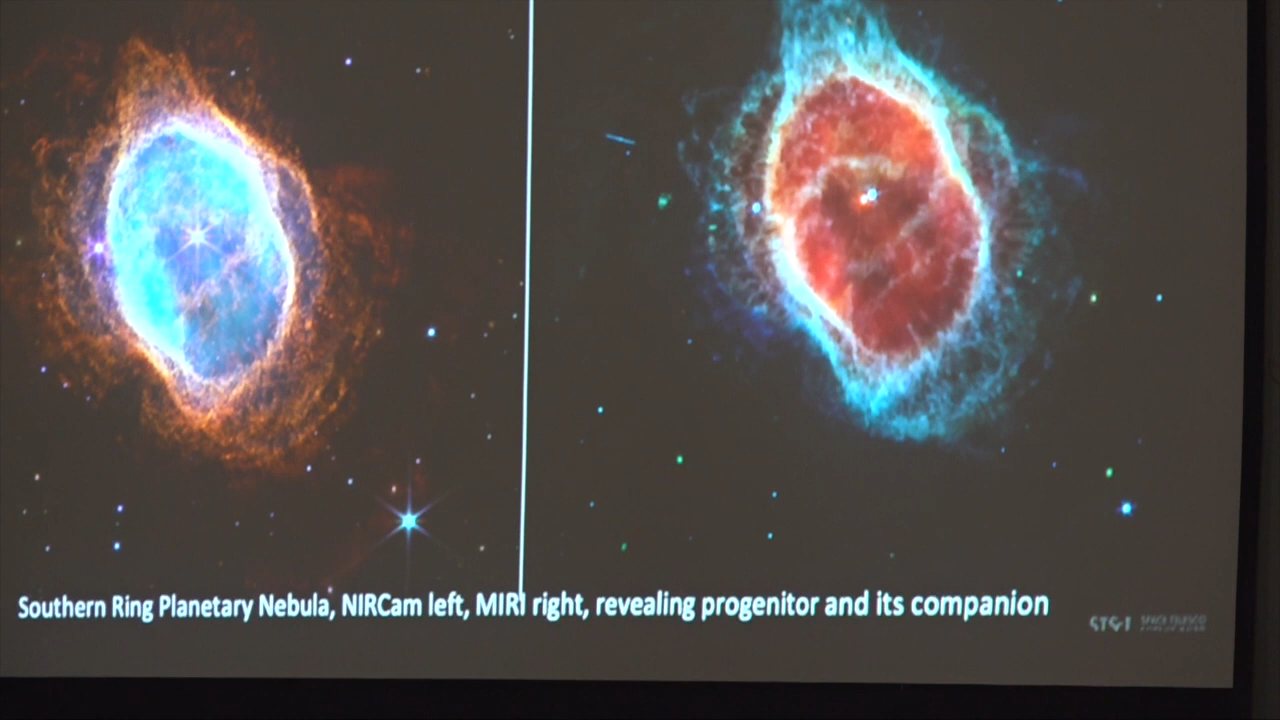 Southern Ring Planetary Nebula, NIRCam left, MIRI right, revealing progenitor and its companion